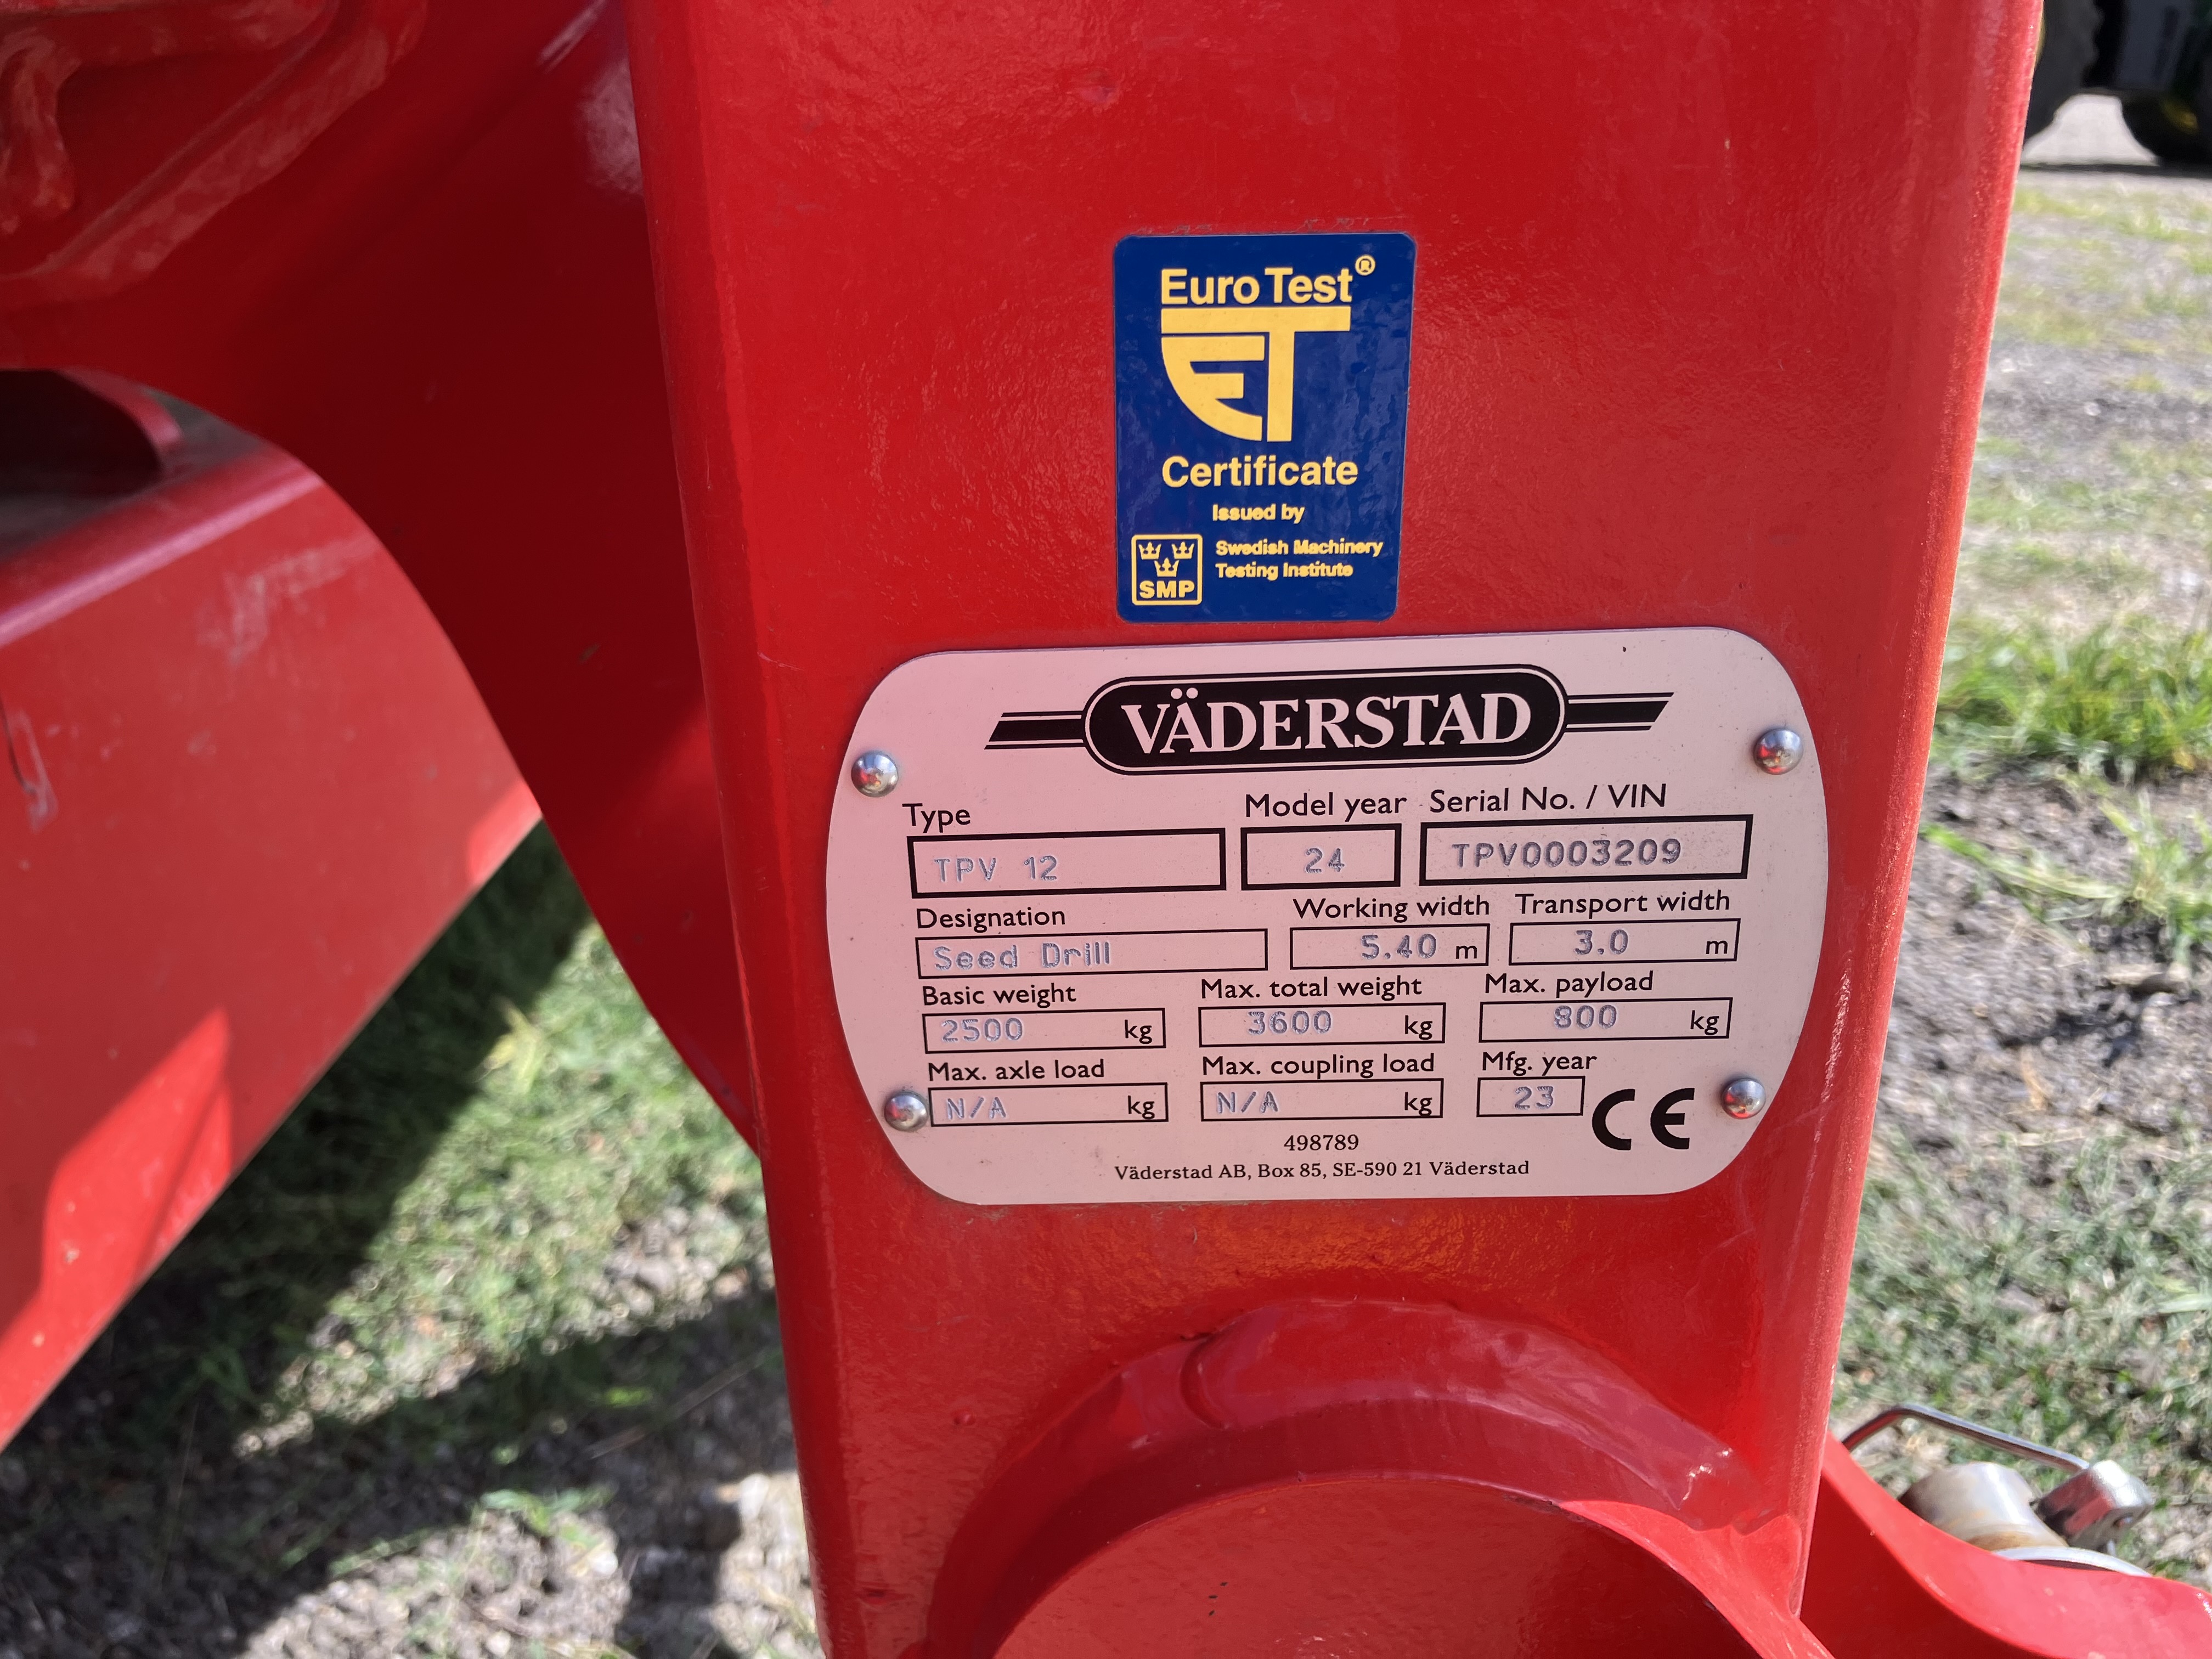 Euro Test®
ET
Certificate
Issued by
Swedish Machinery
Testing Institute
SMP
VÄDERSTAD
Type Model year Serial No. / VIN
TPV 12 24 TPV0003209
Designation Working width Transport width
Seed Drill 5.40 m 3.0 m
Basic weight Max. total weight Max. payload
2500 kg 3600 kg 800 kg
Max. axle load Max. coupling load Mfg. year
N/A kg N/A kg 23 CE
498789
Väderstad AB, Box 85, SE-590 21 Väderstad